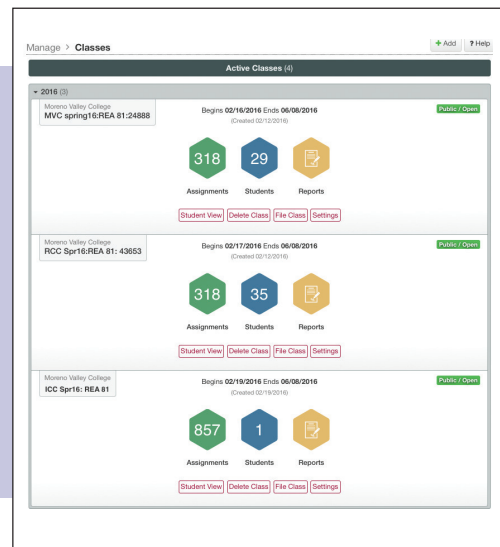 Manage > Classes
+ Add
? Help
Active Classes (4)
2016 (3)
Moreno Valley College
MVC spring16:REA 81:24888
Begins 02/16/2016 Ends 06/08/2016
(Created 02/12/2016)
Public / Open
318 29
Assignments Students Reports
Student View Delete Class File Class Settings
Moreno Valley College
RCC Spr16:REA 81: 43653
Begins 02/17/2016 Ends 06/08/2016
(Created 02/12/2016)
Public / Open
318 35
Assignments Students Reports
Student View Delete Class File Class Settings
Moreno Valley College
iCC Spr16: REA 81
Begins 02/19/2016 Ends 06/08/2016
(Created 02/19/2016)
Public / Open
857 1
Assignments Students Reports
Student View Delete Class File Class Settings